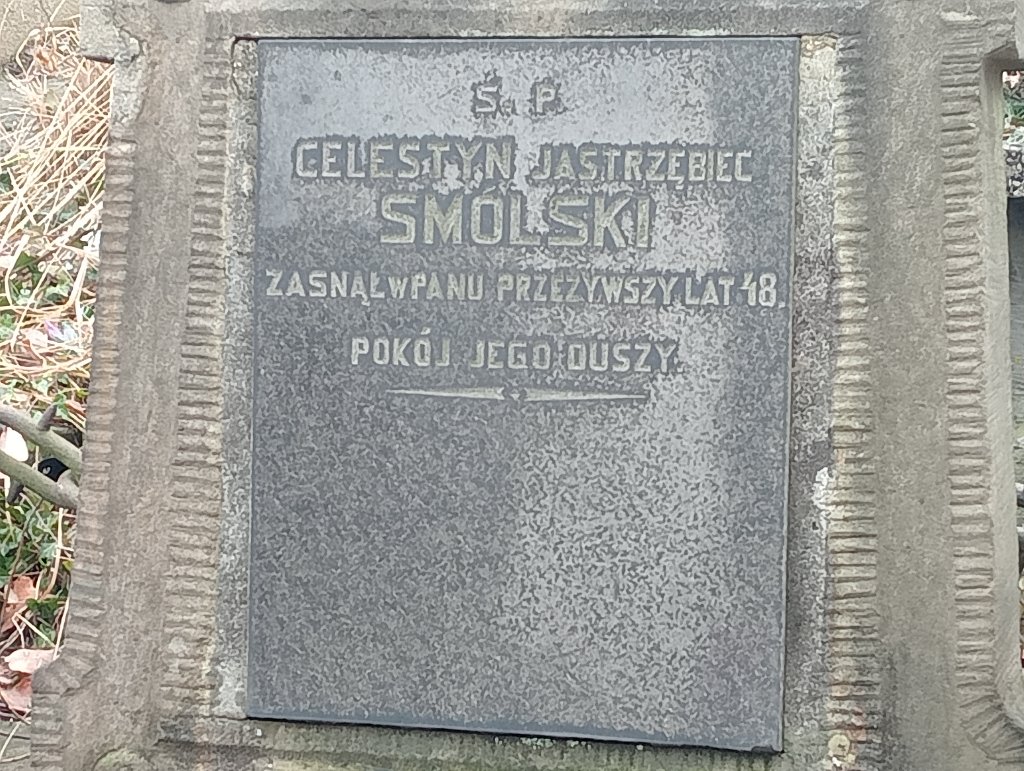 Ś. P.
CELESTYN JASTRZĘBIEC
SMÓLSKI
ZASNĄŁ W PANU PRZEŻYWSZY LAT 48.
POKÓJ JEGO DUSZY.